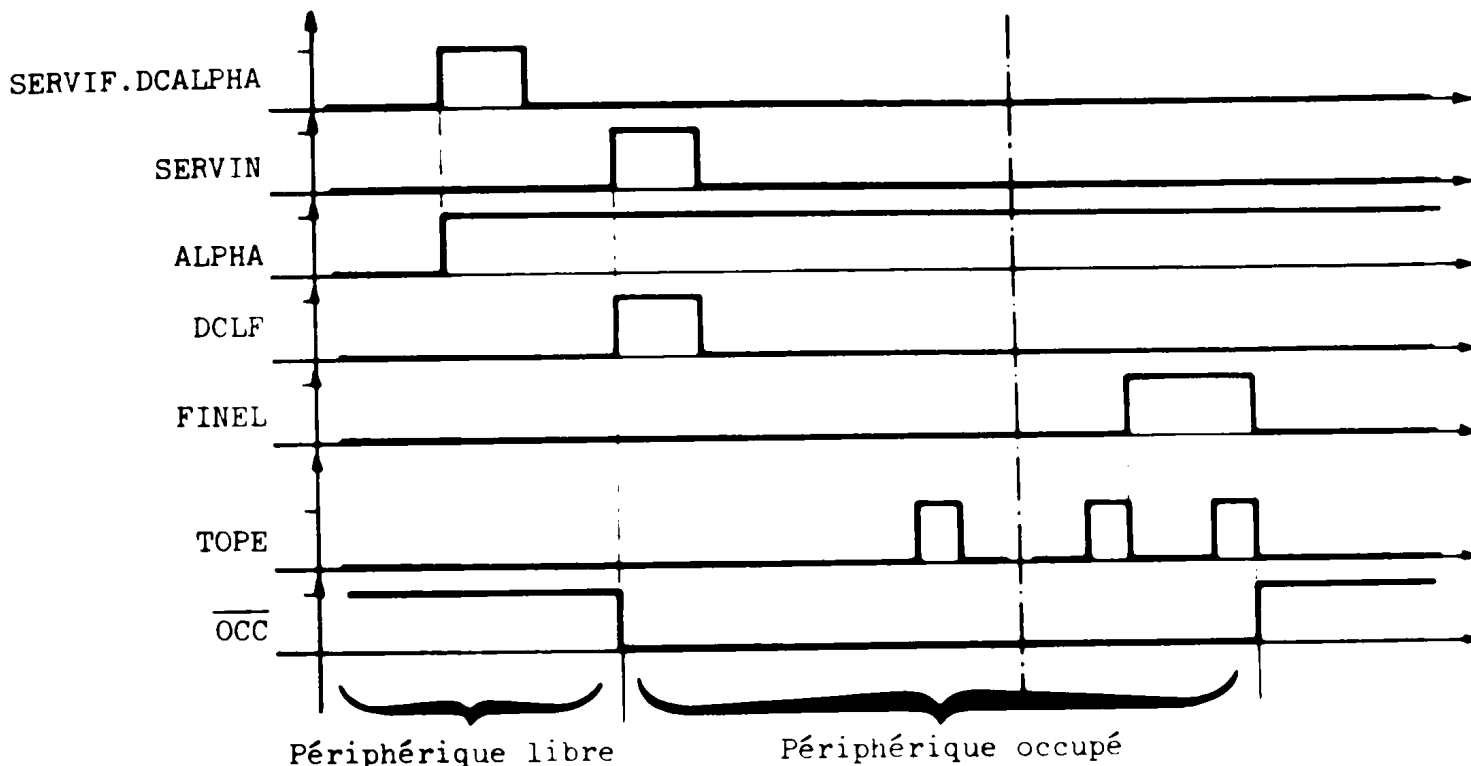 SERVIF.DCALPHA
SERVIN
ALPHA
DCLF
FINEL
TOPE
OCC
Périphérique libre
Périphérique occupé